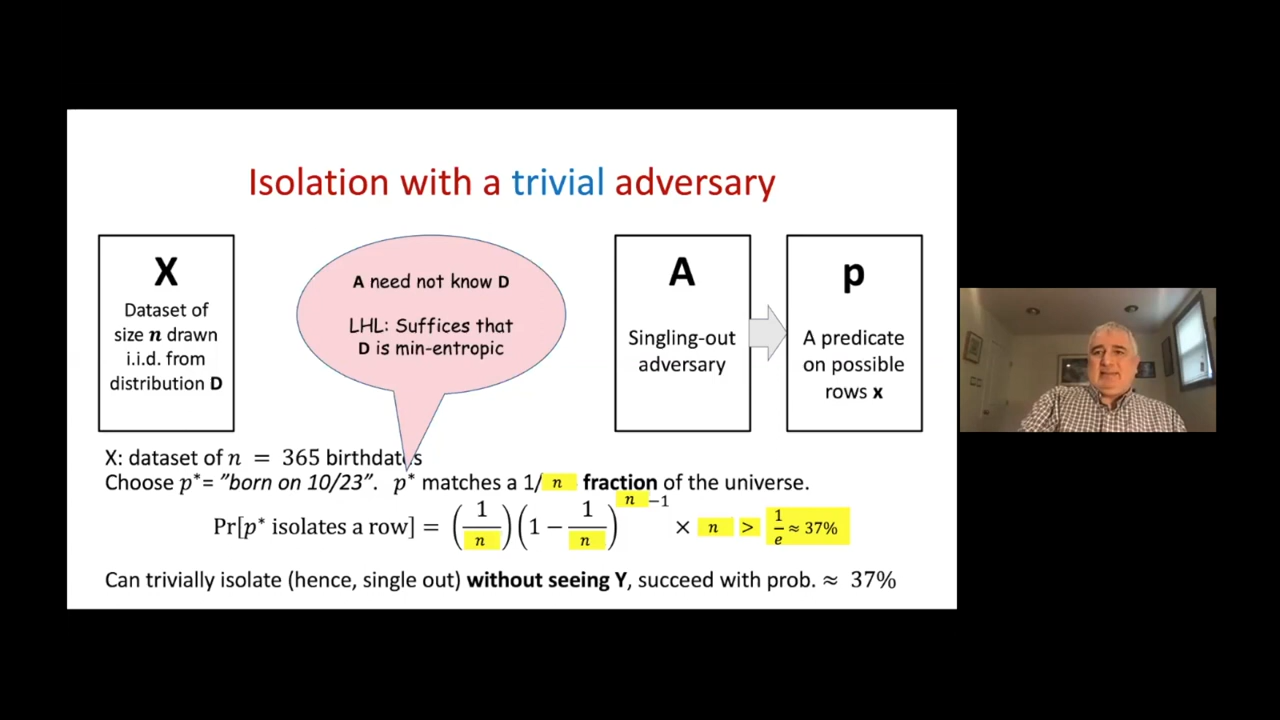 Isolation with a trivial adversary
X
Dataset of
size n drawn
i.i.d. from
distribution D
A need not know D
LHL: Suffices that
D is min-entropic
A
Singling-out
adversary
p
A predicate
on possible
rows x
X: dataset of n = 365 birthdates
Choose p*= ”born on 10/23”. p* matches a 1/ n fraction of the universe.
Pr[p* isolates a row] = (1/n)(1 − 1/n)^(n−1) × n > 1/e ≈ 37%
Can trivially isolate (hence, single out) without seeing Y, succeed with prob. ≈ 37%